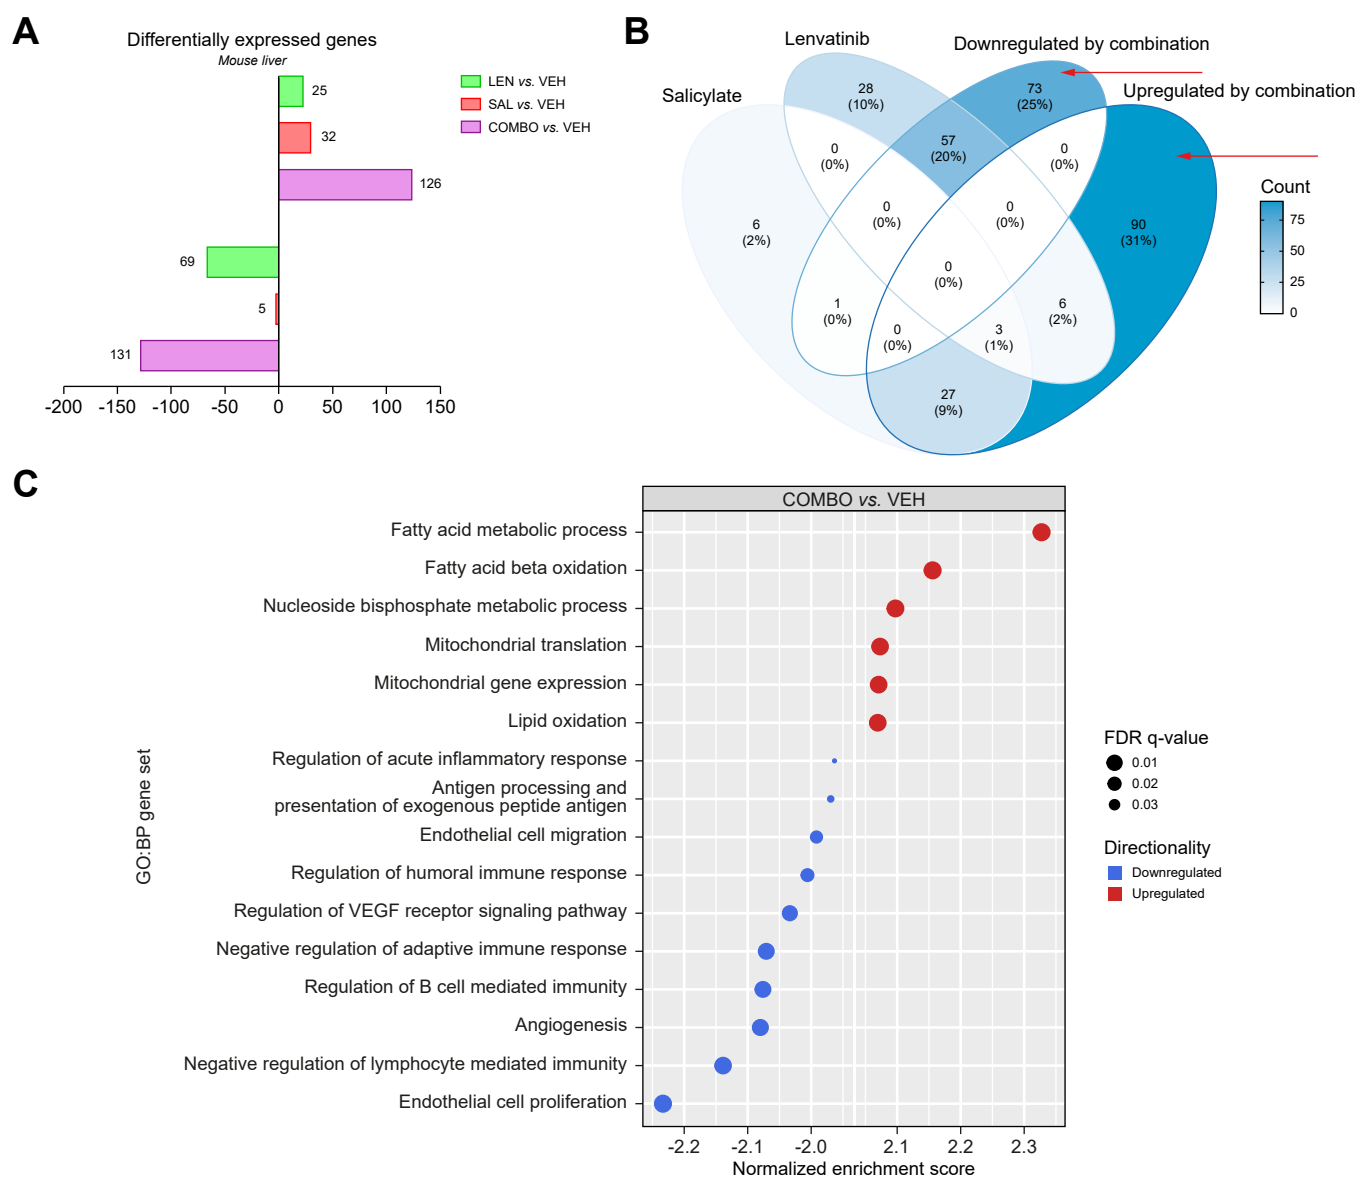 A
Differentially expressed genes
Mouse liver
LEN vs. VEH
SAL vs. VEH
COMBO vs. VEH
25
32
126
69
5
131
-200 -150 -100 -50 0 50 100 150
B
Salicylate
Lenvatinib
Downregulated by combination
Upregulated by combination
28
(10%)
73
(25%)
57
(20%)
0
(0%)
0
(0%)
6
(2%)
0
(0%)
0
(0%)
90
(31%)
0
(0%)
1
(0%)
6
(2%)
0
(0%)
3
(1%)
27
(9%)
Count
75
50
25
0
C
COMBO vs. VEH
GO:BP gene set
Fatty acid metabolic process
Fatty acid beta oxidation
Nucleoside bisphosphate metabolic process
Mitochondrial translation
Mitochondrial gene expression
Lipid oxidation
Regulation of acute inflammatory response
Antigen processing and
presentation of exogenous peptide antigen
Endothelial cell migration
Regulation of humoral immune response
Regulation of VEGF receptor signaling pathway
Negative regulation of adaptive immune response
Regulation of B cell mediated immunity
Angiogenesis
Negative regulation of lymphocyte mediated immunity
Endothelial cell proliferation
-2.2 -2.1 -2.0 2.1 2.2 2.3
Normalized enrichment score
FDR q-value
0.01
0.02
0.03
Directionality
Downregulated
Upregulated